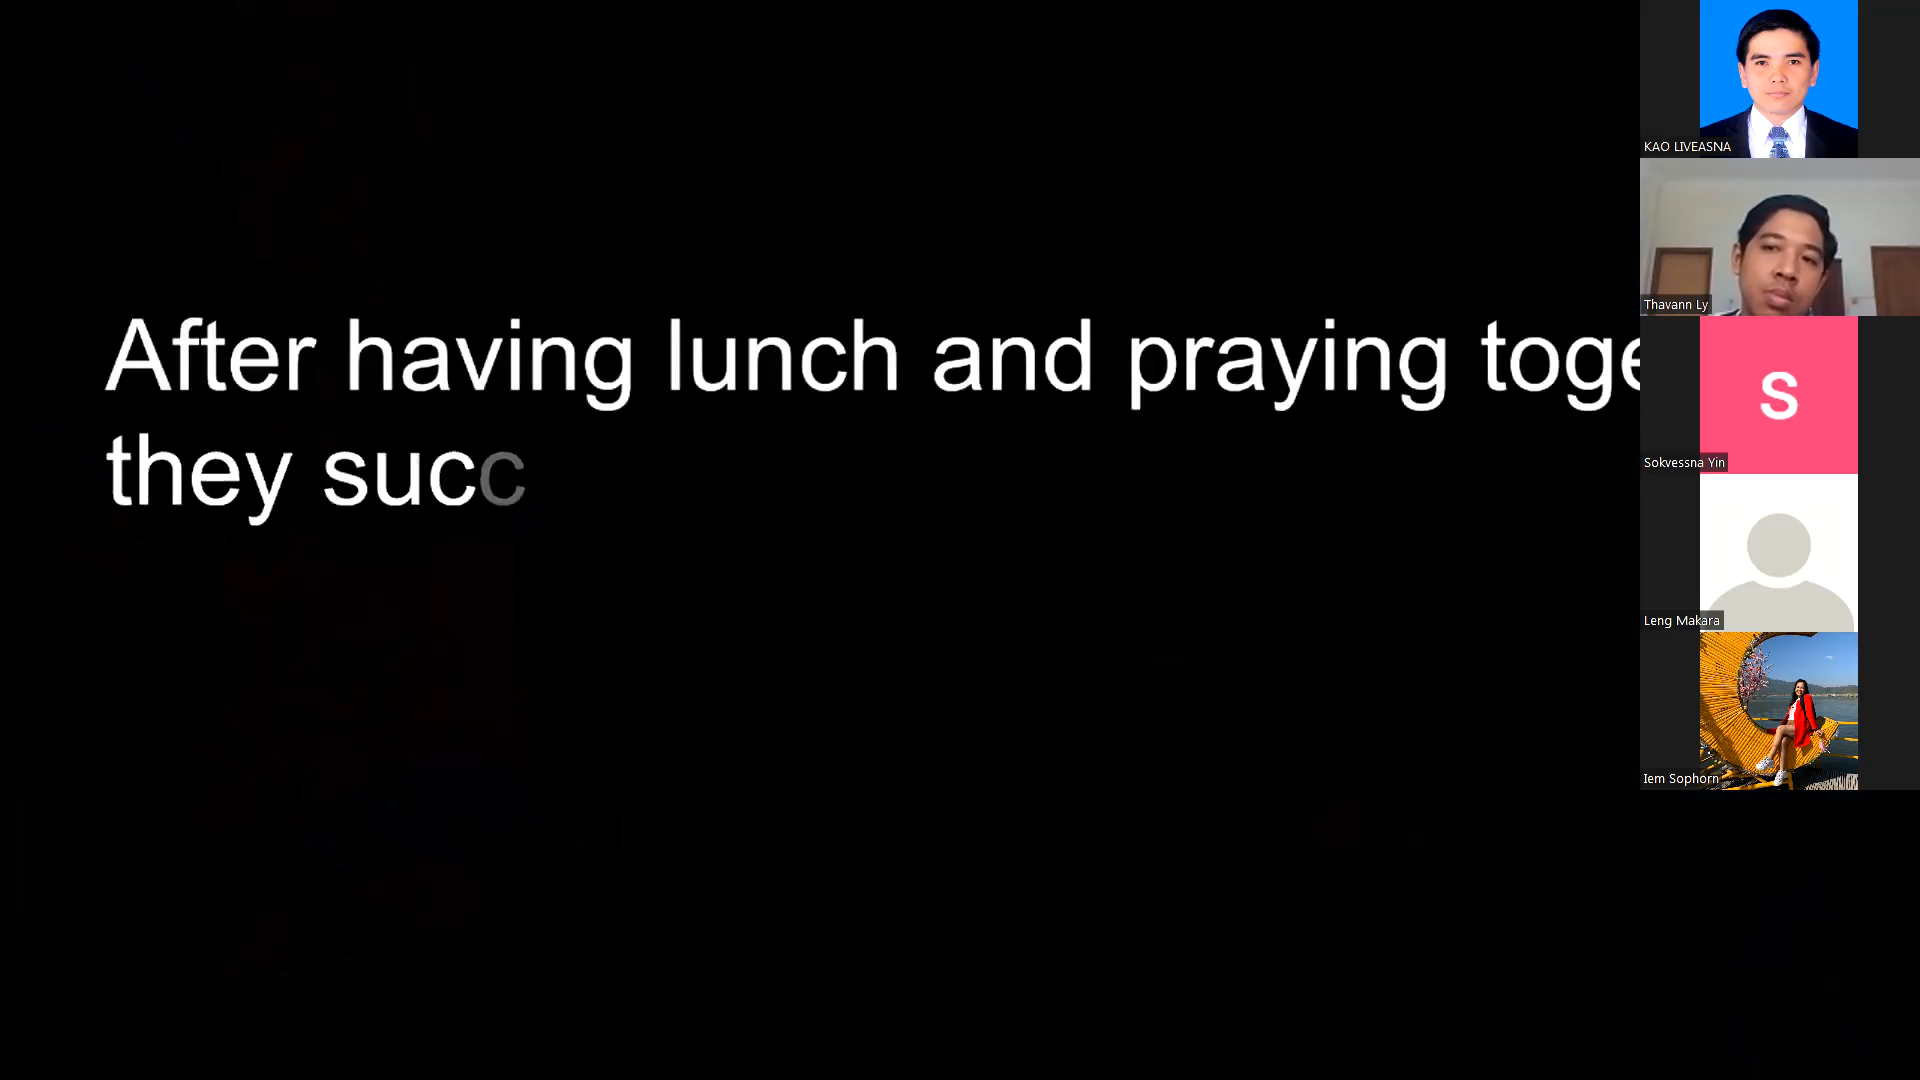 After having lunch and praying toge
they succ
KAO LIVEASNA
Thavann Ly
S
Sokvessna Yin
Leng Makara
Iem Sophorn